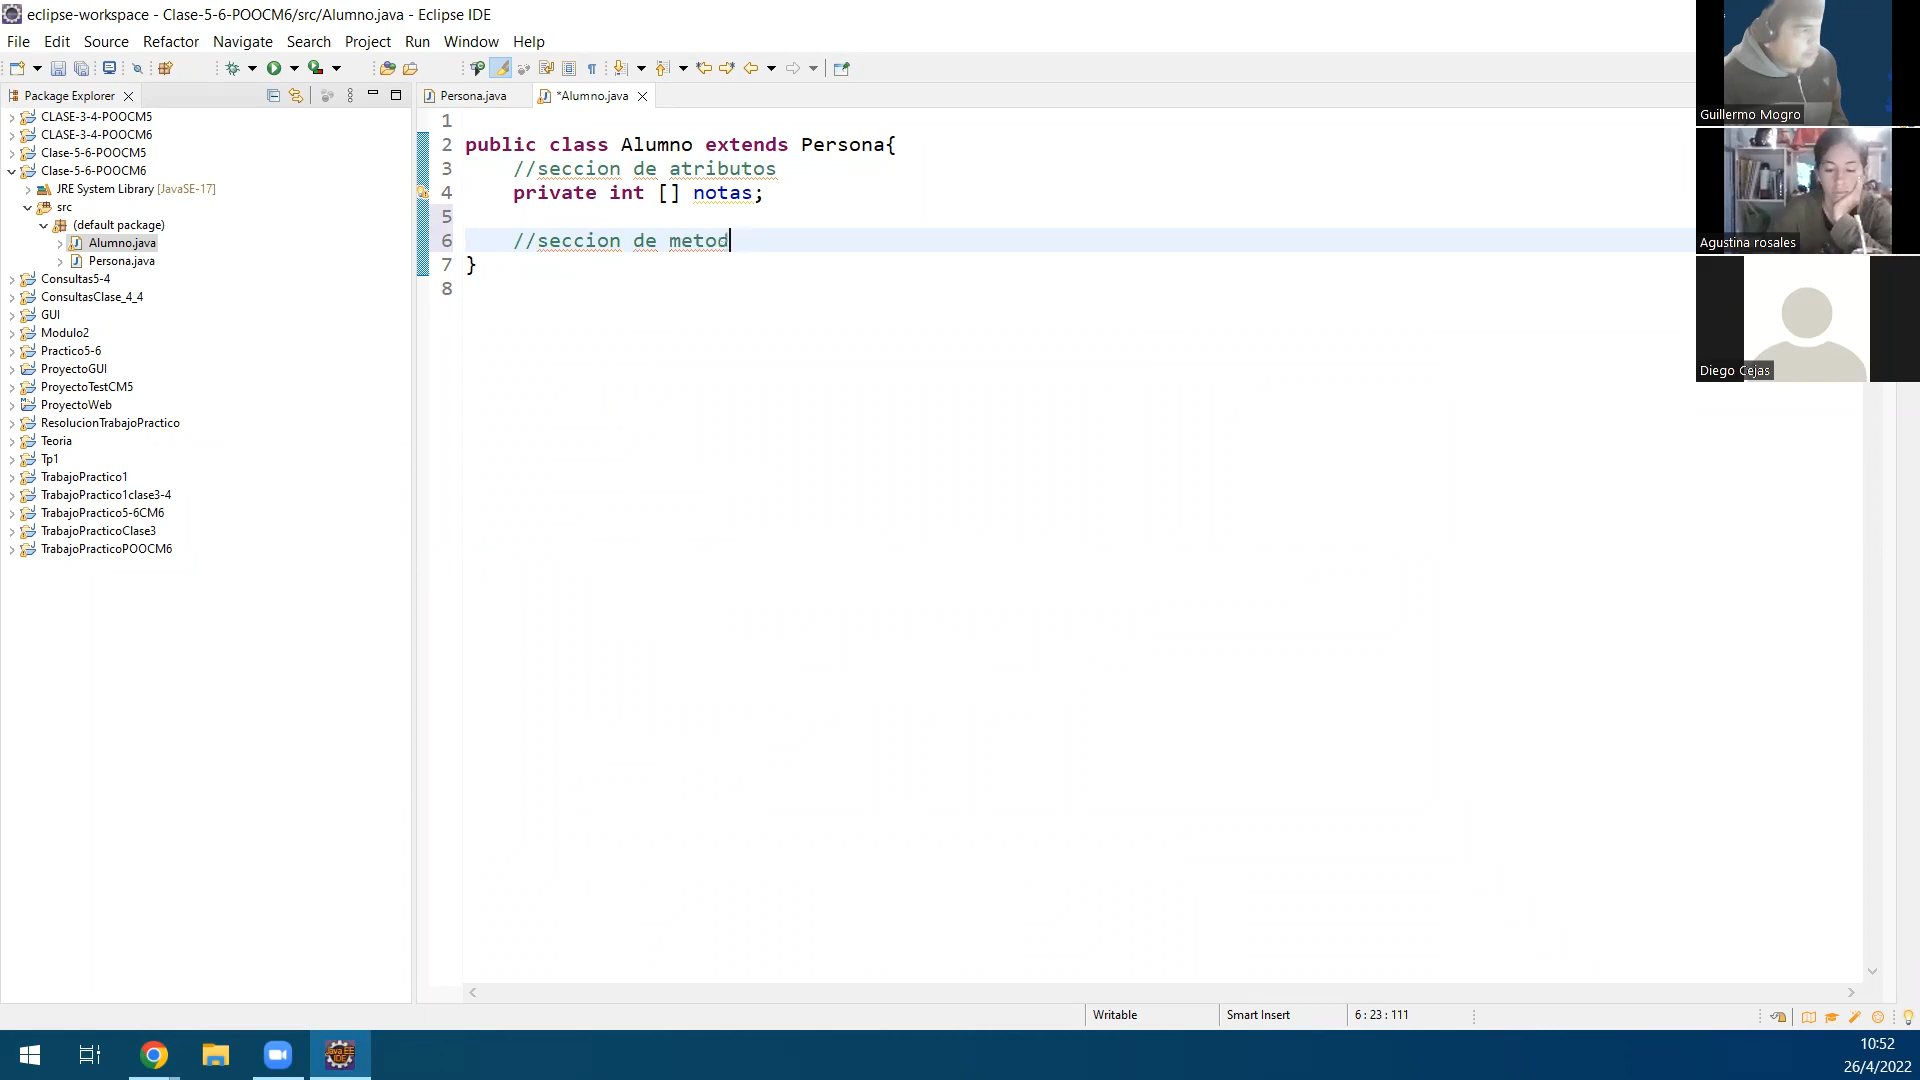 eclipse-workspace - Clase-5-6-POOCM6/src/Alumno.java - Eclipse IDE
File Edit Source Refactor Navigate Search Project Run Window Help
Package Explorer
Persona.java
*Alumno.java
CLASE-3-4-POOCM5
CLASE-3-4-POOCM6
Clase-5-6-POOCM5
Clase-5-6-POOCM6
JRE System Library [JavaSE-17]
src
(default package)
Alumno.java
Persona.java
Consultas5-4
ConsultasClase_4_4
GUI
Modulo2
Practico5-6
ProyectoGUI
ProyectoTestCM5
ProyectoWeb
ResolucionTrabajoPractico
Teoria
Tp1
TrabajoPractico1
TrabajoPractico1clase3-4
TrabajoPractico5-6CM6
TrabajoPracticoClase3
TrabajoPracticoPOOCM6
1
2 public class Alumno extends Persona{
3 //seccion de atributos
4 private int [] notas;
5
6 //seccion de metod
7 }
8
Guillermo Mogro
Agustina rosales
Diego Cejas
Writable
Smart Insert
6 : 23 : 111
Java EE
IDE
10:52
26/4/2022